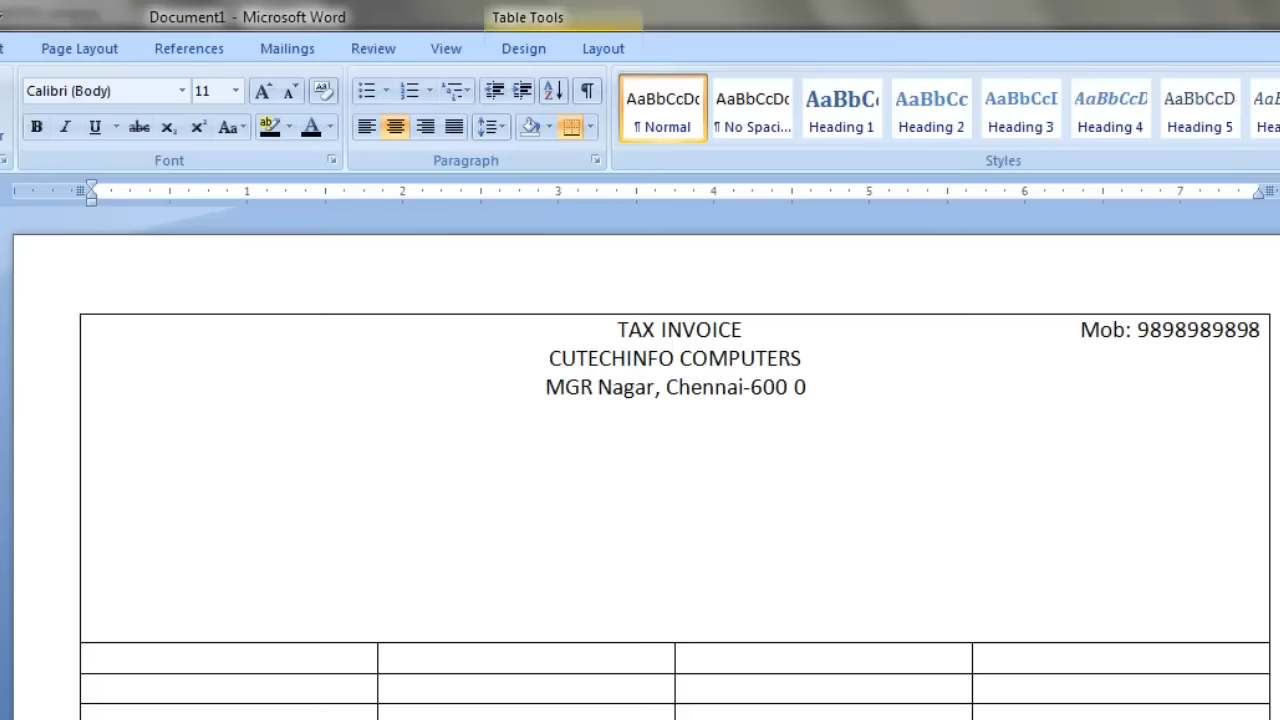 Document1 - Microsoft Word
Table Tools
Page Layout References Mailings Review View Design Layout
Calibri (Body) 11
AaBbCcDc AaBbCcDc AaBbC AaBbCc AaBbCcI AaBbCcD AaBbCcD
¶ Normal ¶ No Spaci... Heading 1 Heading 2 Heading 3 Heading 4 Heading 5
B I U abc x₂ x² Aa ab A
Font Paragraph Styles
1 2 3 4 5 6 7
TAX INVOICE Mob: 9898989898
CUTECHINFO COMPUTERS
MGR Nagar, Chennai-600 0